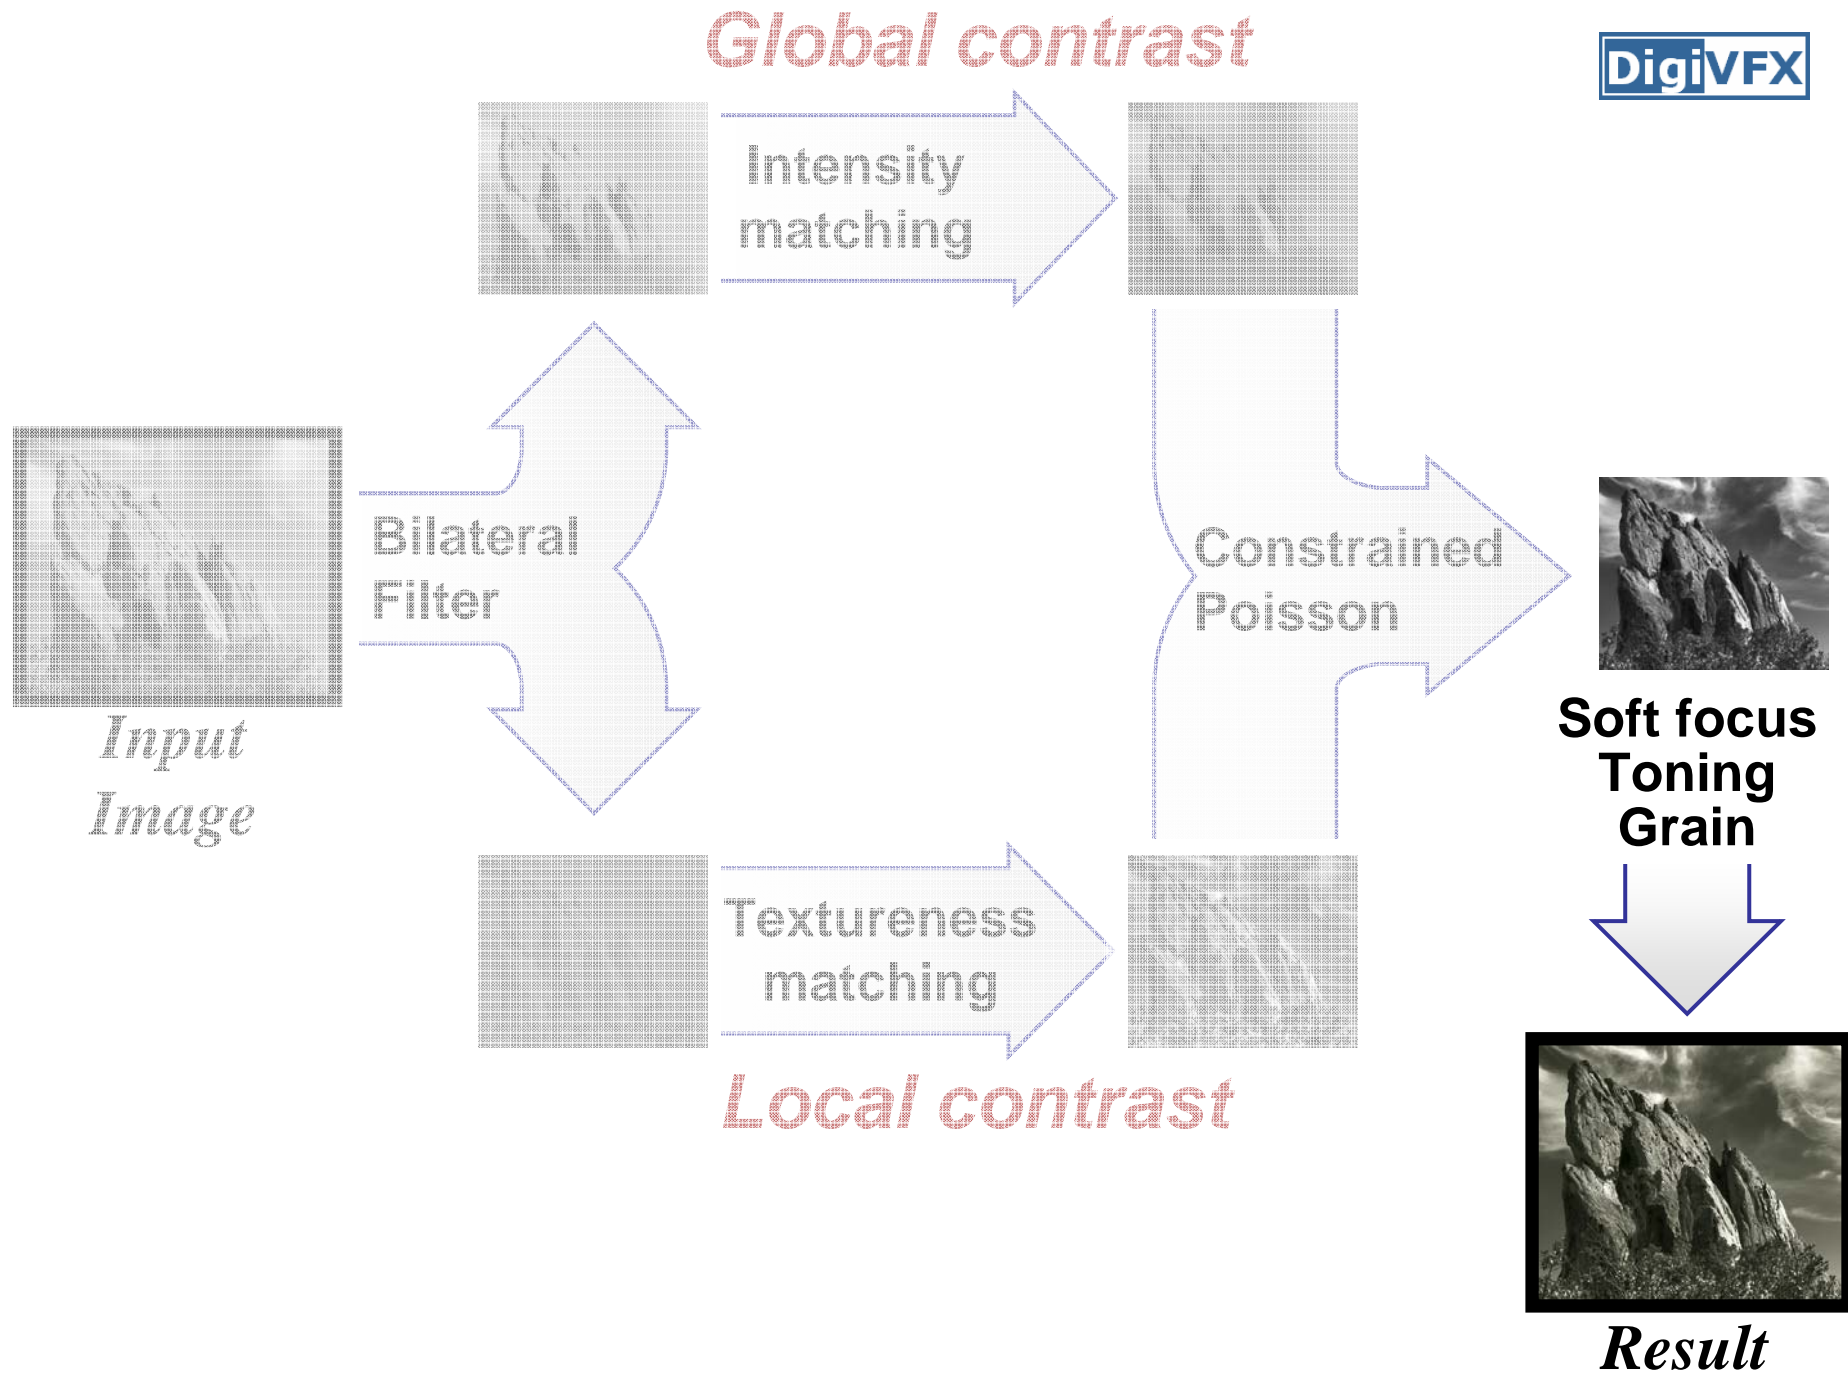 Global contrast
DigiVFX
Intensity
matching
Bilateral
Filter
Constrained
Poisson
Input
Image
Soft focus
Toning
Grain
Textureness
matching
Local contrast
Result